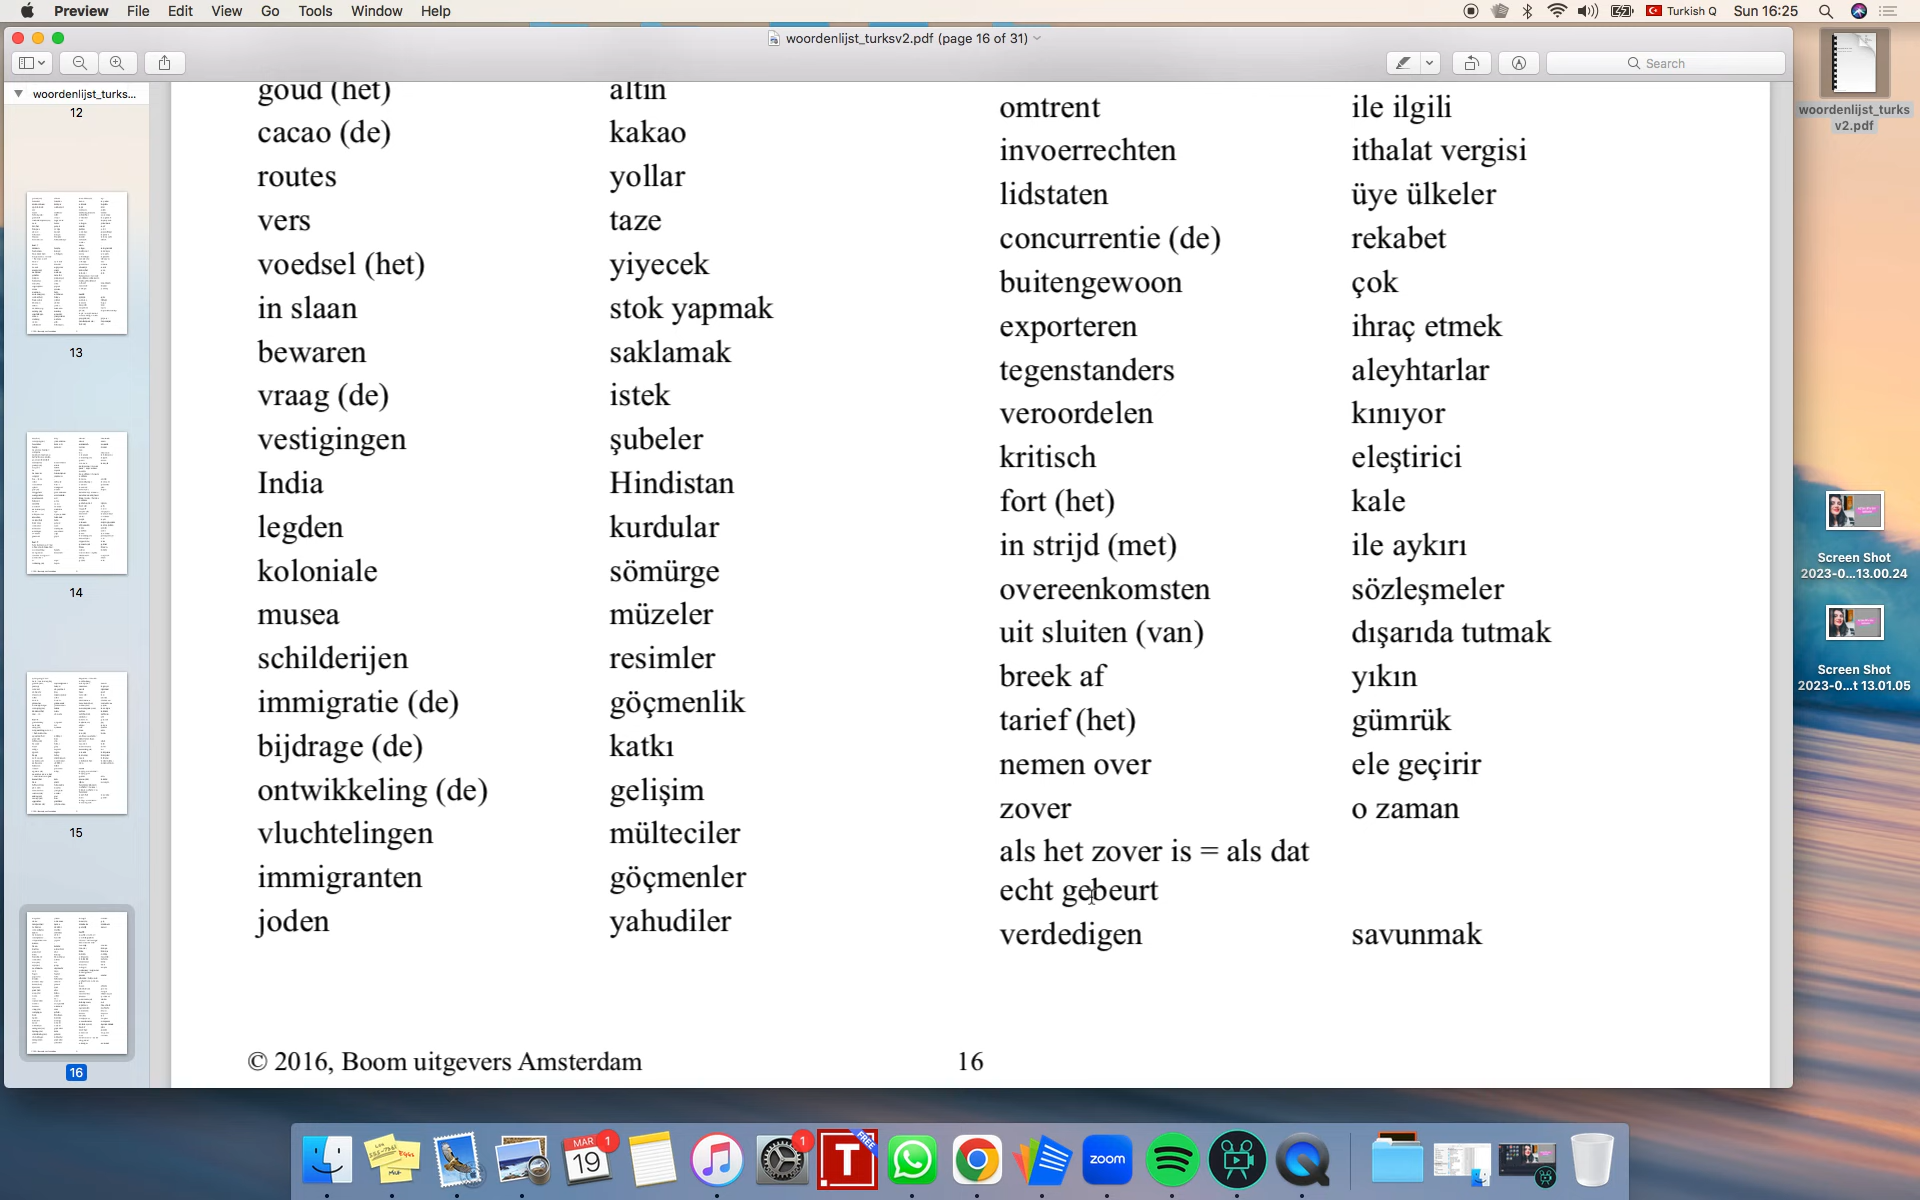 Preview File Edit View Go Tools Window Help
Turkish Q Sun 16:25
woordenlijst_turksv2.pdf (page 16 of 31)
Search
woordenlijst_turks...
12
13
14
15
16
goud (het) altın
cacao (de) kakao
routes yollar
vers taze
voedsel (het) yiyecek
in slaan stok yapmak
bewaren saklamak
vraag (de) istek
vestigingen şubeler
India Hindistan
legden kurdular
koloniale sömürge
musea müzeler
schilderijen resimler
immigratie (de) göçmenlik
bijdrage (de) katkı
ontwikkeling (de) gelişim
vluchtelingen mülteciler
immigranten göçmenler
joden yahudiler
omtrent ile ilgili
invoerrechten ithalat vergisi
lidstaten üye ülkeler
concurrentie (de) rekabet
buitengewoon çok
exporteren ihraç etmek
tegenstanders aleyhtarlar
veroordelen kınıyor
kritisch eleştirici
fort (het) kale
in strijd (met) ile aykırı
overeenkomsten sözleşmeler
uit sluiten (van) dışarıda tutmak
breek af yıkın
tarief (het) gümrük
nemen over ele geçirir
zover o zaman
als het zover is = als dat
echt gebeurt
verdedigen savunmak
© 2016, Boom uitgevers Amsterdam 16
woordenlijst_turks
v2.pdf
Screen Shot
2023-0...13.00.24
Screen Shot
2023-0...t 13.01.05
MAR 1
19
1
T FREE
zoom